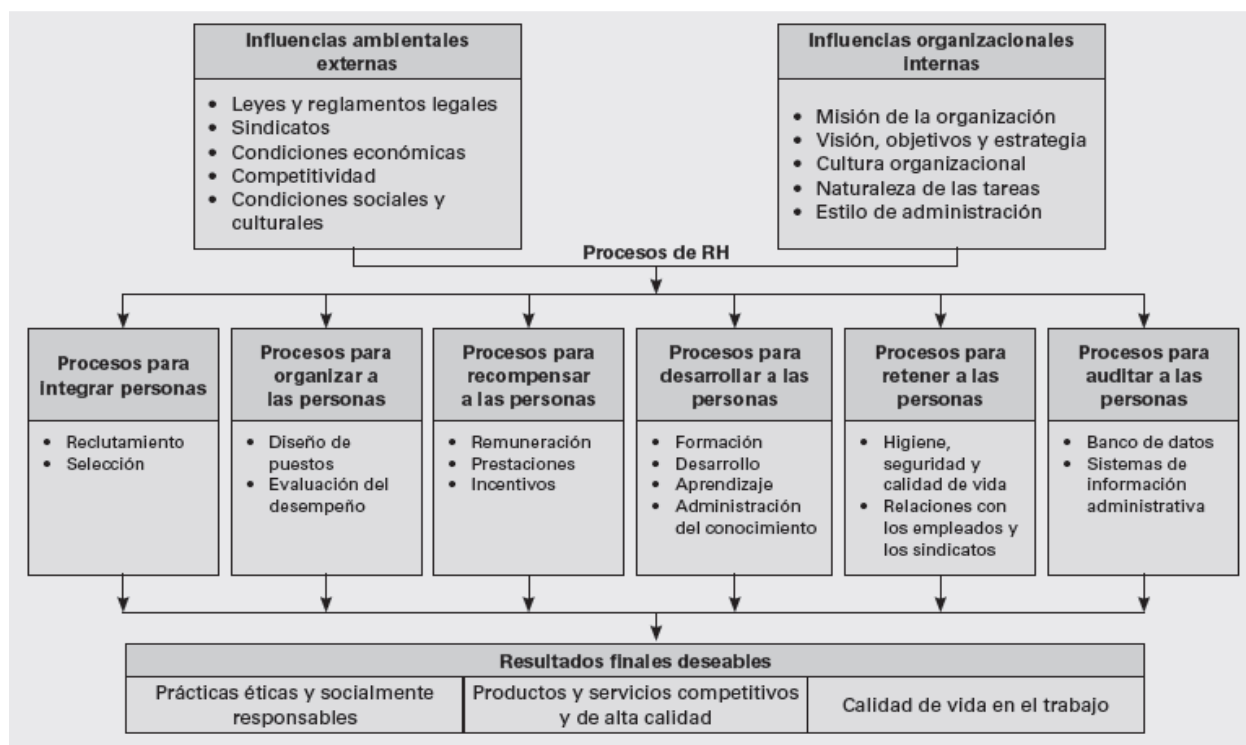 Influencias ambientales
externas
• Leyes y reglamentos legales
• Sindicatos
• Condiciones económicas
• Competitividad
• Condiciones sociales y
culturales
Influencias organizacionales
internas
• Misión de la organización
• Visión, objetivos y estrategia
• Cultura organizacional
• Naturaleza de las tareas
• Estilo de administración
Procesos de RH
Procesos para
integrar personas
• Reclutamiento
• Selección
Procesos para
organizar a
las personas
• Diseño de
puestos
• Evaluación del
desempeño
Procesos para
recompensar
a las personas
• Remuneración
• Prestaciones
• Incentivos
Procesos para
desarrollar a las
personas
• Formación
• Desarrollo
• Aprendizaje
• Administración
del conocimiento
Procesos para
retener a las
personas
• Higiene,
seguridad y
calidad de vida
• Relaciones con
los empleados y
los sindicatos
Procesos para
auditar a las
personas
• Banco de datos
• Sistemas de
información
administrativa
Resultados finales deseables
Prácticas éticas y socialmente
responsables
Productos y servicios competitivos
y de alta calidad
Calidad de vida en el trabajo